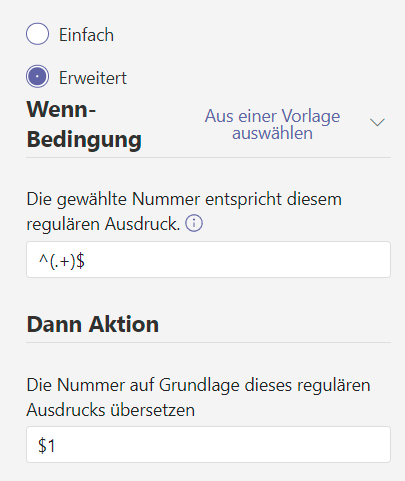 Einfach
Erweitert
Wenn-
Bedingung
Aus einer Vorlage
auswählen
Die gewählte Nummer entspricht diesem
regulären Ausdruck.
^(.+)$
Dann Aktion
Die Nummer auf Grundlage dieses regulären
Ausdrucks übersetzen
$1